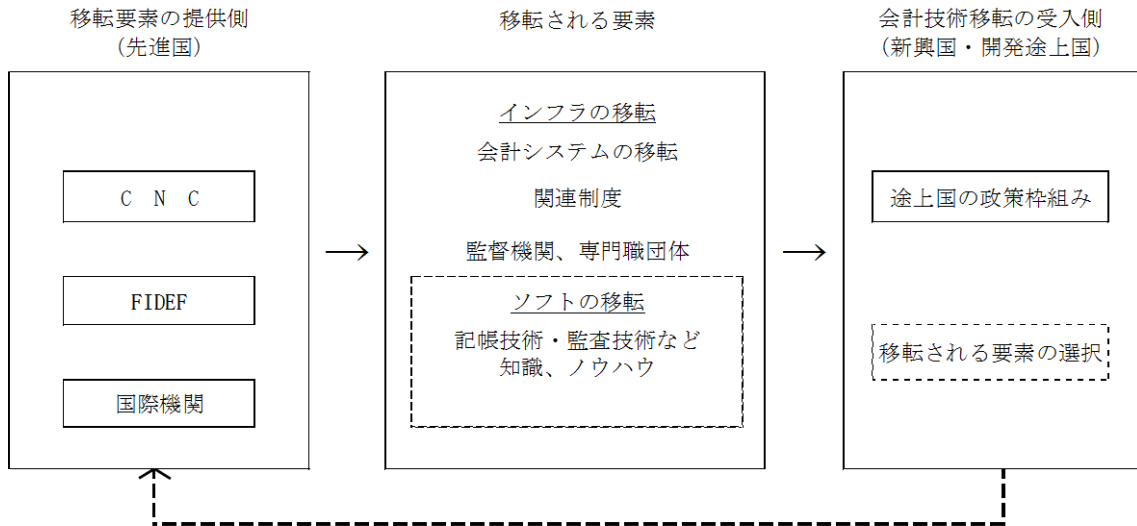 移転要素の提供側
(先進国)
C N C
FIDEF
国際機関
移転される要素
インフラの移転
会計システムの移転
関連制度
監督機関、専門職団体
ソフトの移転
記帳技術・監査技術など
知識、ノウハウ
会計技術移転の受入側
(新興国・開発途上国)
途上国の政策枠組み
移転される要素の選択